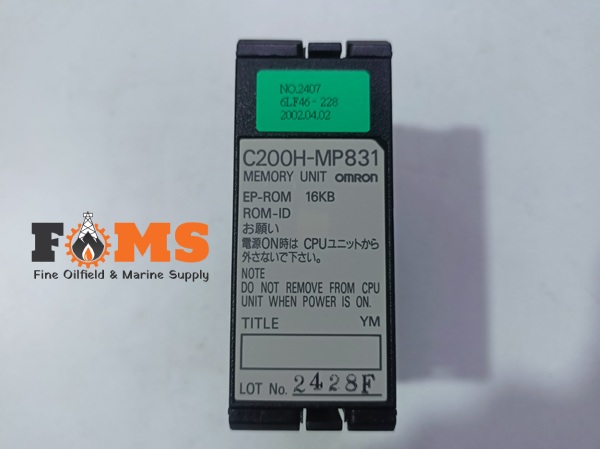 NO.2407
6LF46-228
2002.04.02
C200H-MP831
MEMORY UNIT OMRON
EP-ROM 16KB
ROM-ID
お願い
電源ON時は CPUユニットから
外さないで下さい。
NOTE
DO NOT REMOVE FROM CPU
UNIT WHEN POWER IS ON.
TITLE YM
LOT No. 2428F
FOMS
Fine Oilfield & Marine Supply